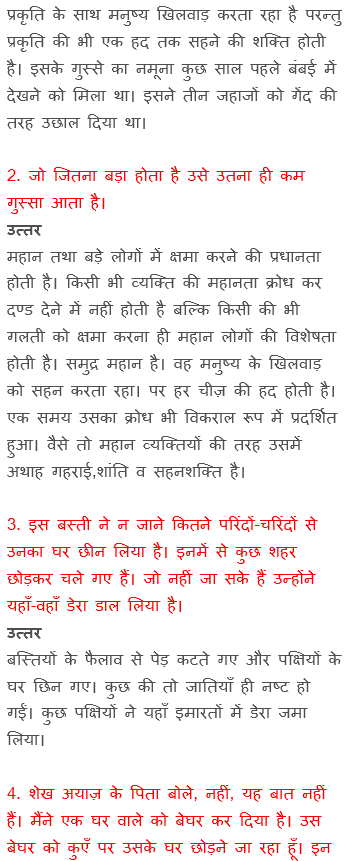 प्रकृति के साथ मनुष्य खिलवाड़ करता रहा है परन्तु
प्रकृति की भी एक हद तक सहने की शक्ति होती
है। इसके गुस्से का नमूना कुछ साल पहले बंबई में
देखने को मिला था। इसने तीन जहाजों को गेंद की
तरह उछाल दिया था।
2. जो जितना बड़ा होता है उसे उतना ही कम
गुस्सा आता है।
उत्तर
महान तथा बड़े लोगों में क्षमा करने की प्रधानता
होती है। किसी भी व्यक्ति की महानता क्रोध कर
दण्ड देने में नहीं होती है बल्कि किसी की भी
गलती को क्षमा करना ही महान लोगों की विशेषता
होती है। समुद्र महान है। वह मनुष्य के खिलवाड़
को सहन करता रहा। पर हर चीज़ की हद होती है।
एक समय उसका क्रोध भी विकराल रूप में प्रदर्शित
हुआ। वैसे तो महान व्यक्तियों की तरह उसमें
अथाह गहराई,शांति व सहनशक्ति है।
3. इस बस्ती ने न जाने कितने परिंदों-चरिंदों से
उनका घर छीन लिया है। इनमें से कुछ शहर
छोड़कर चले गए हैं। जो नहीं जा सके हैं उन्होंने
यहाँ-वहाँ डेरा डाल लिया है।
उत्तर
बस्तियों के फैलाव से पेड़ कटते गए और पक्षियों के
घर छिन गए। कुछ की तो जातियाँ ही नष्ट हो
गईं। कुछ पक्षियों ने यहाँ इमारतों में डेरा जमा
लिया।
4. शेख अयाज़ के पिता बोले, नहीं, यह बात नहीं
हैं। मैंने एक घर वाले को बेघर कर दिया है। उस
बेघर को कुएँ पर उसके घर छोड़ने जा रहा हूँ। इन